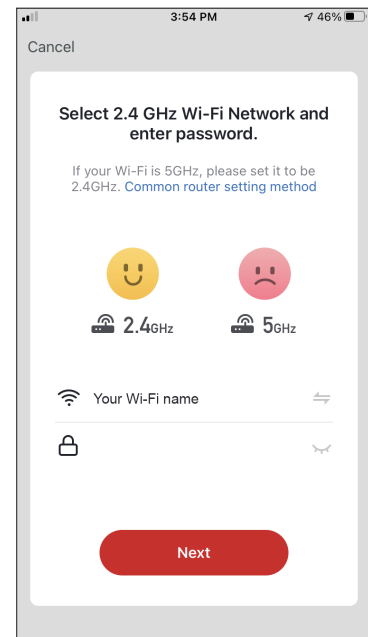 3:54 PM 46%
Cancel
Select 2.4 GHz Wi-Fi Network and
enter password.
If your Wi-Fi is 5GHz, please set it to be
2.4GHz. Common router setting method
2.4GHz 5GHz
Your Wi-Fi name
Next